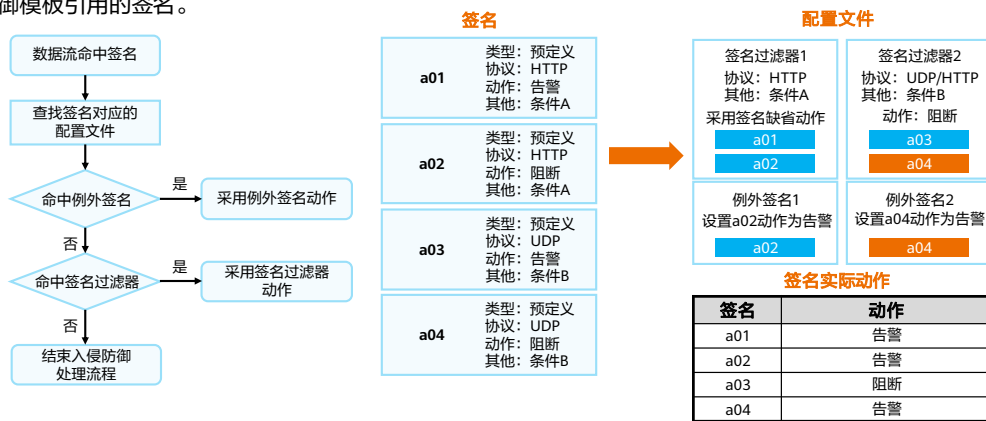 御模板引用的签名。
数据流命中签名
查找签名对应的
配置文件
命中例外签名
是
采用例外签名动作
否
命中签名过滤器
是
采用签名过滤器
动作
否
结束入侵防御
处理流程
签名
a01
类型：预定义
协议：HTTP
动作：告警
其他：条件A
a02
类型：预定义
协议：HTTP
动作：阻断
其他：条件A
a03
类型：预定义
协议：UDP
动作：告警
其他：条件B
a04
类型：预定义
协议：UDP
动作：阻断
其他：条件B
配置文件
签名过滤器1
协议：HTTP
其他：条件A
采用签名缺省动作
a01
a02
签名过滤器2
协议：UDP/HTTP
其他：条件B
动作：阻断
a03
a04
例外签名1
设置a02动作为告警
a02
例外签名2
设置a04动作为告警
a04
签名实际动作
签名 动作
a01 告警
a02 告警
a03 阻断
a04 告警